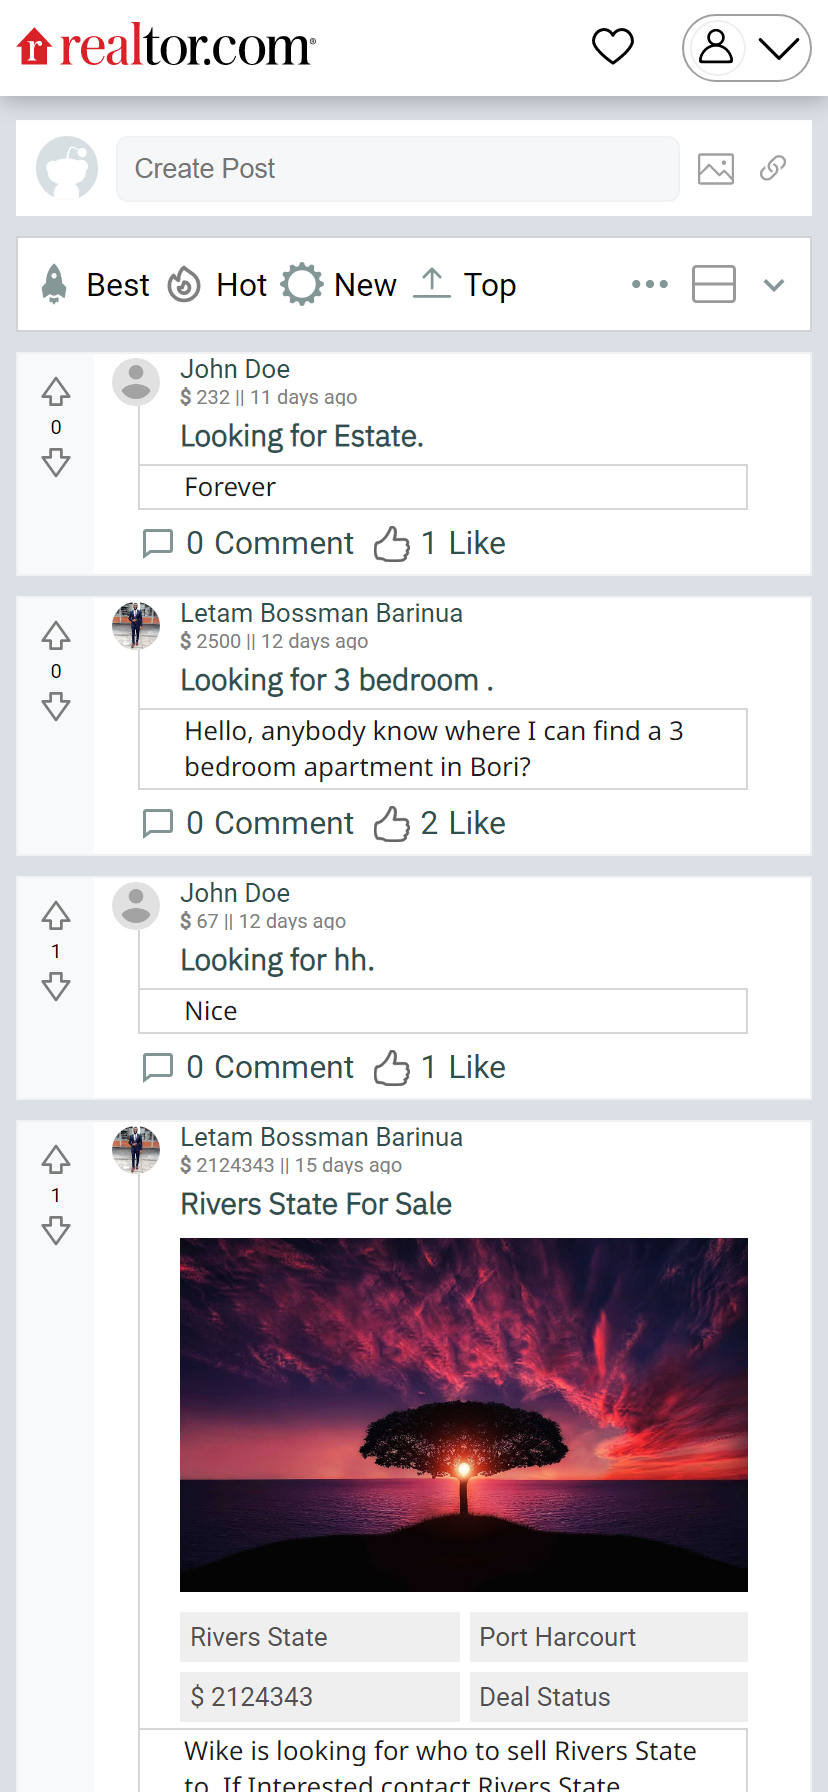 realtor.com®
Create Post
Best Hot New Top
John Doe
$ 232 || 11 days ago
0
Looking for Estate.
Forever
0 Comment 1 Like
Letam Bossman Barinua
$ 2500 || 12 days ago
0
Looking for 3 bedroom .
Hello, anybody know where I can find a 3
bedroom apartment in Bori?
0 Comment 2 Like
John Doe
$ 67 || 12 days ago
1
Looking for hh.
Nice
0 Comment 1 Like
Letam Bossman Barinua
$ 2124343 || 15 days ago
1
Rivers State For Sale
Rivers State Port Harcourt
$ 2124343 Deal Status
Wike is looking for who to sell Rivers State
to. If Interested contact Rivers State